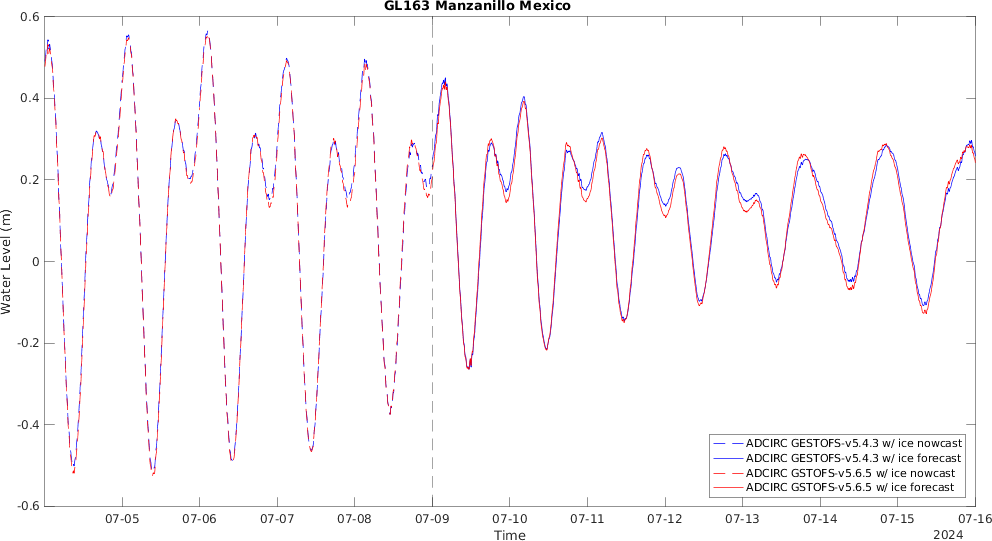 GL163 Manzanillo Mexico
0.6
0.4
0.2
0
-0.2
-0.4
-0.6
Water Level (m)
ADCIRC GESTOFS-v5.4.3 w/ ice nowcast
ADCIRC GESTOFS-v5.4.3 w/ ice forecast
ADCIRC GSTOFS-v5.6.5 w/ ice nowcast
ADCIRC GSTOFS-v5.6.5 w/ ice forecast
07-05 07-06 07-07 07-08 07-09 07-10 07-11 07-12 07-13 07-14 07-15 07-16
Time
2024